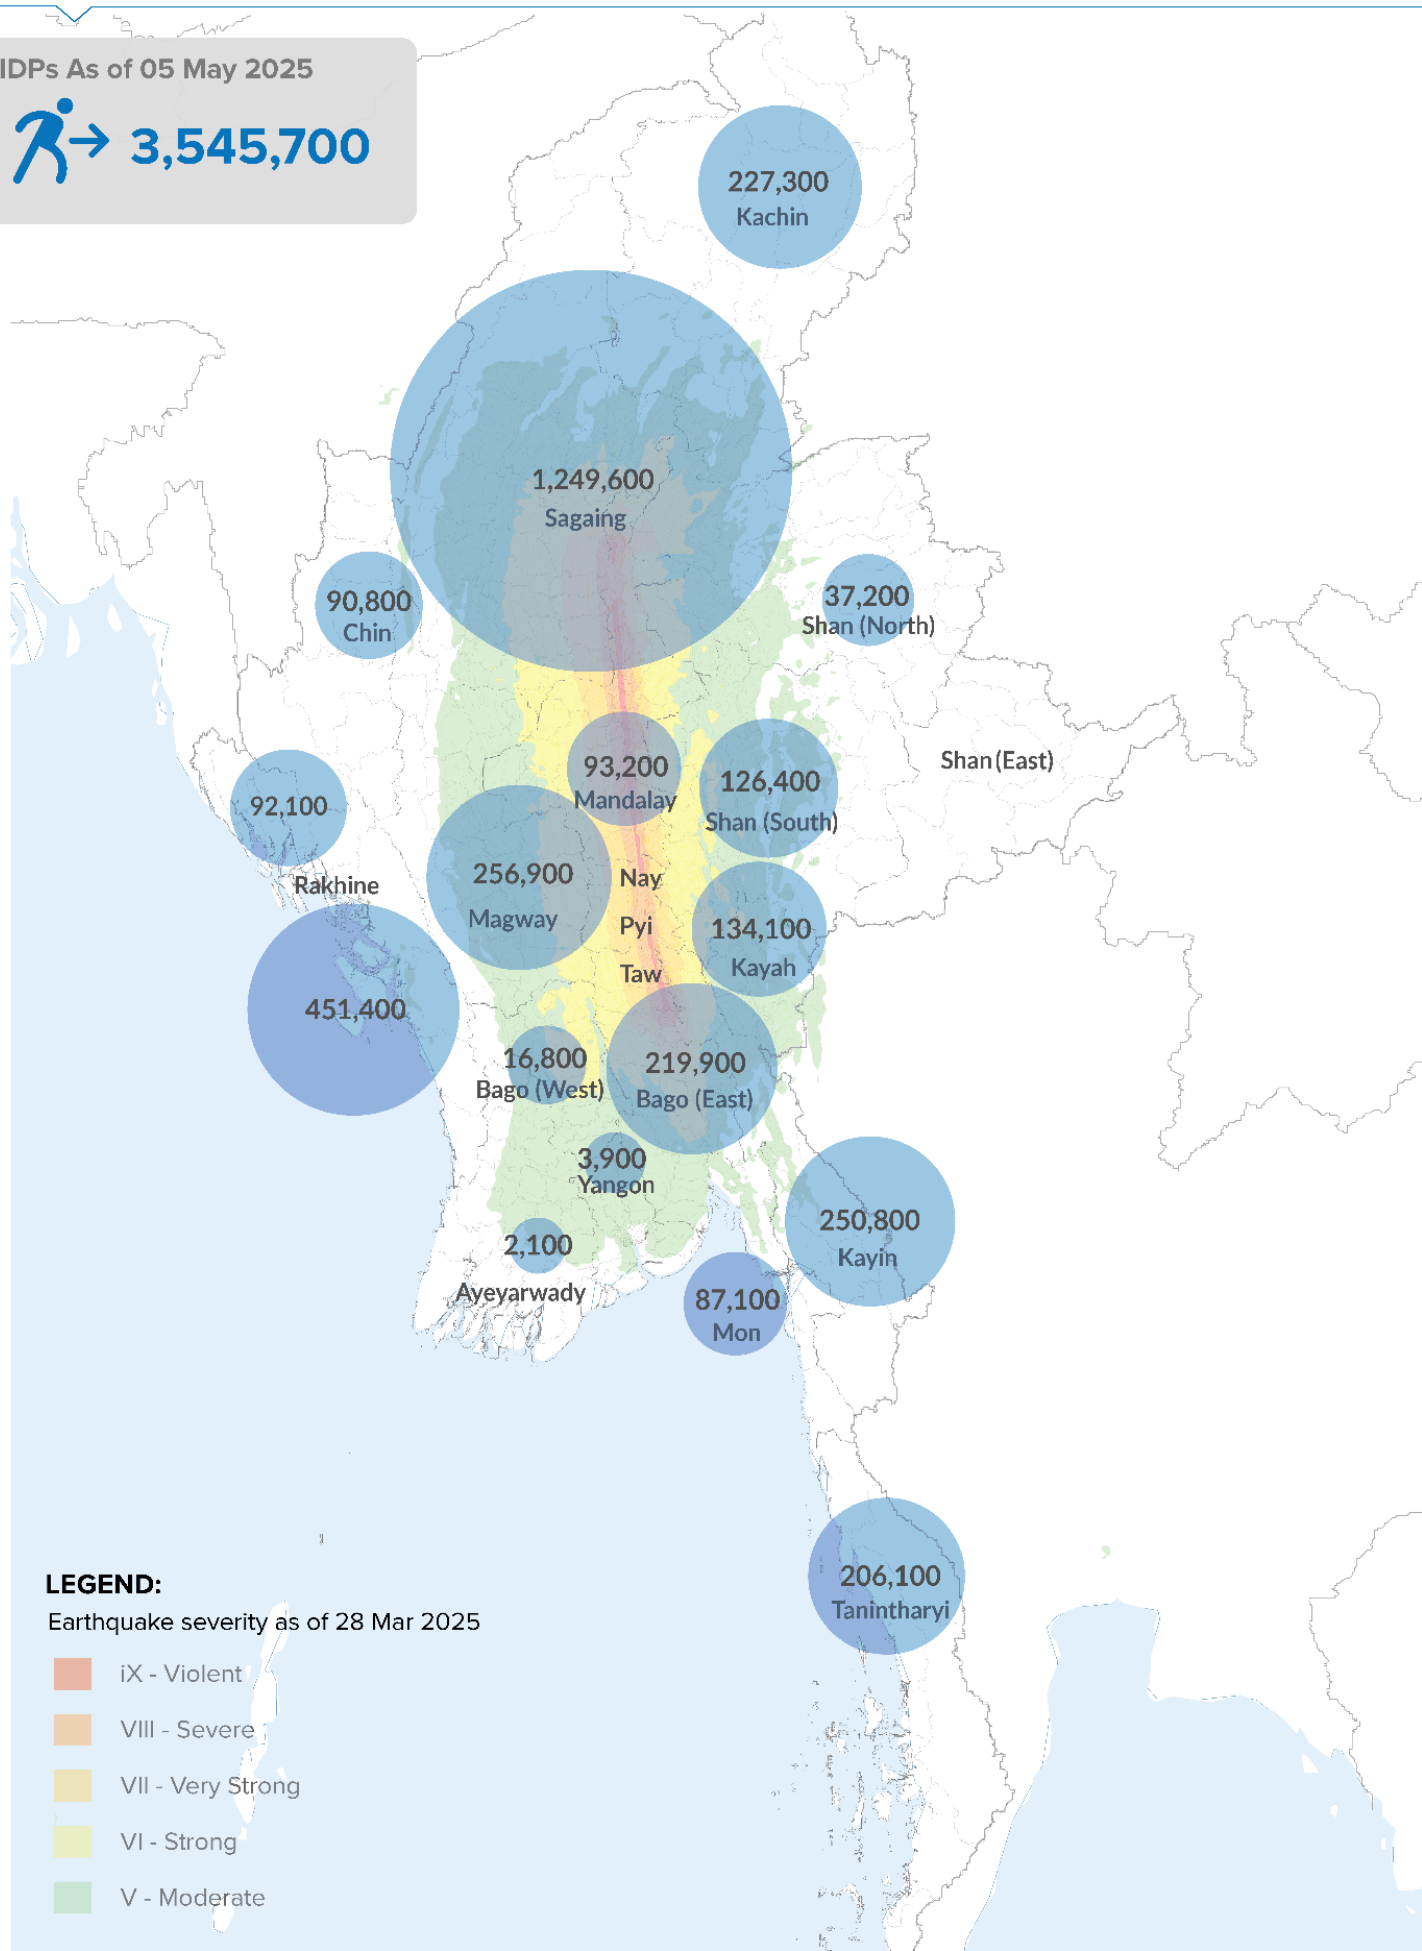 IDPs As of 05 May 2025
3,545,700
227,300
Kachin
1,249,600
Sagaing
90,800
Chin
37,200
Shan (North)
Shan (East)
93,200
Mandalay
126,400
Shan (South)
92,100
Rakhine
451,400
256,900
Magway
Nay
Pyi
Taw
134,100
Kayah
16,800
Bago (West)
219,900
Bago (East)
3,900
Yangon
250,800
Kayin
2,100
Ayeyarwady
87,100
Mon
206,100
Tanintharyi
LEGEND:
Earthquake severity as of 28 Mar 2025
iX - Violent
VIII - Severe
VII - Very Strong
VI - Strong
V - Moderate